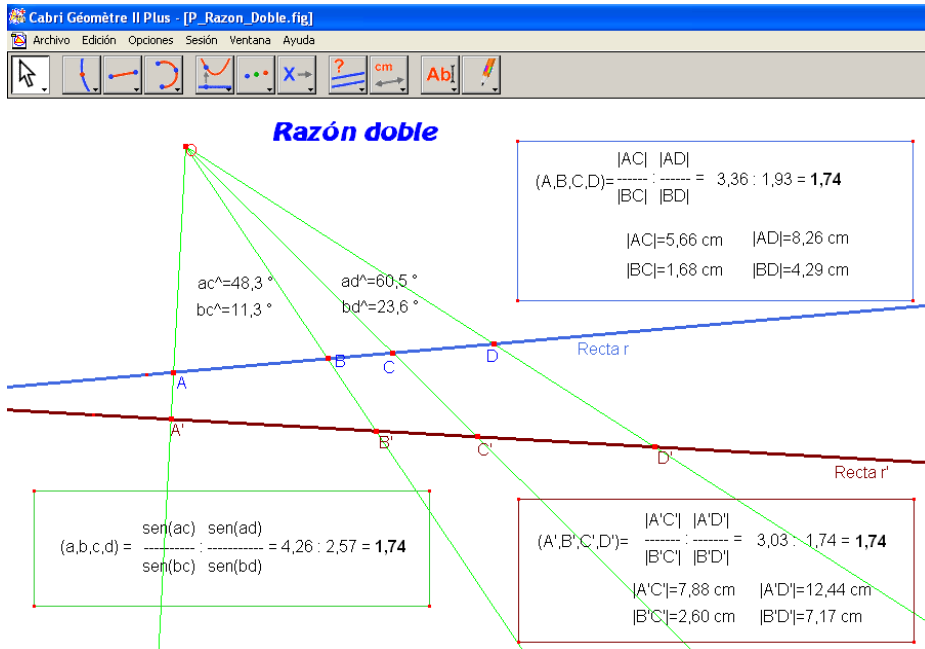 Cabri Géomètre II Plus - [P_Razon_Doble.fig]
Archivo Edición Opciones Sesión Ventana Ayuda
? cm Ab
Razón doble
O
|AC| |AD|
(A,B,C,D)= ------ : ------ = 3,36 : 1,93 = 1,74
|BC| |BD|
|AC|=5,66 cm |AD|=8,26 cm
|BC|=1,68 cm |BD|=4,29 cm
ac^=48,3 ° ad^=60,5 °
bc^=11,3 ° bd^=23,6 °
A B C D Recta r
A' B' C' D' Recta r'
sen(ac) sen(ad)
(a,b,c,d) = ---------- : ----------- = 4,26 : 2,57 = 1,74
sen(bc) sen(bd)
|A'C'| |A'D'|
(A',B',C',D')= ------- : ------- = 3,03 : 1,74 = 1,74
|B'C'| |B'D'|
|A'C'|=7,88 cm |A'D'|=12,44 cm
|B'C'|=2,60 cm |B'D'|=7,17 cm